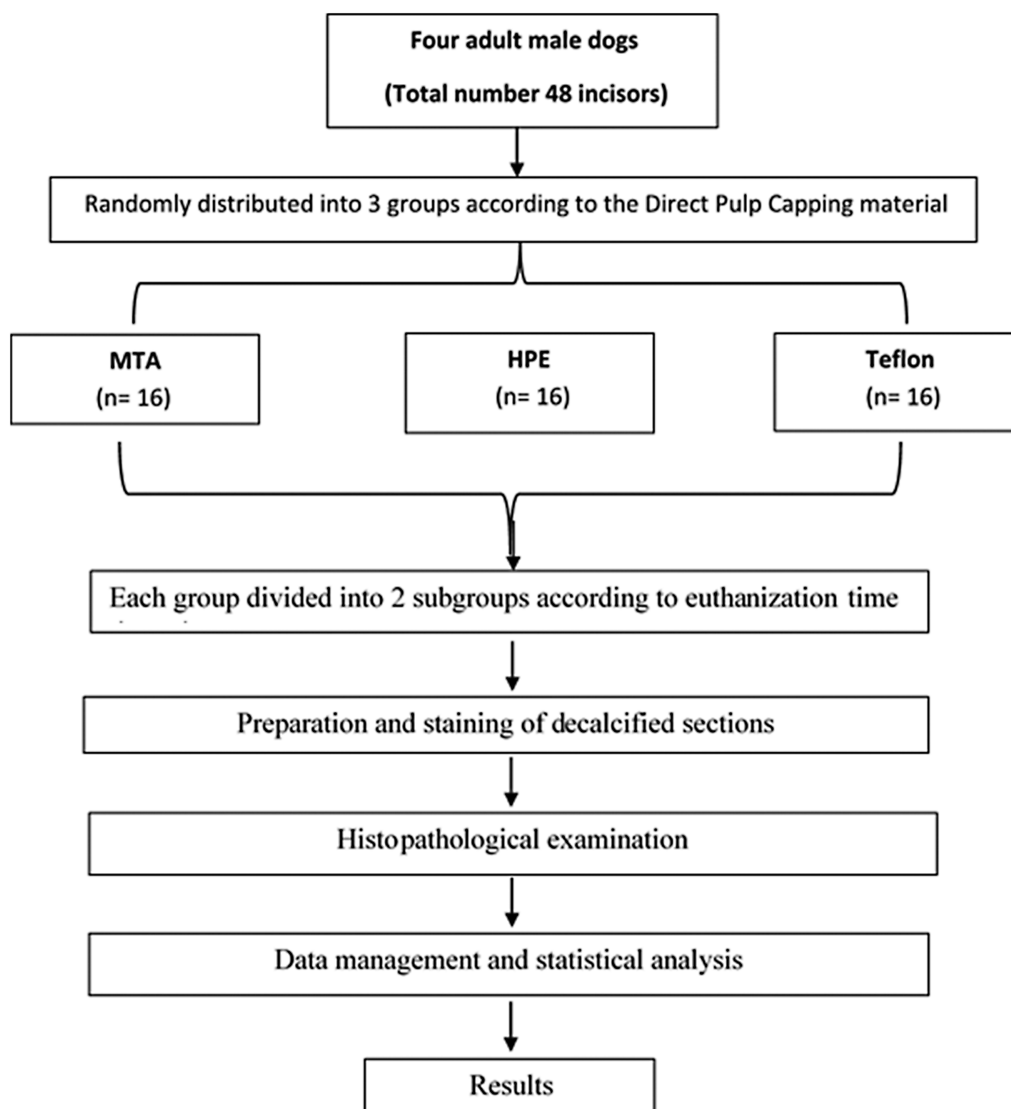 Four adult male dogs
(Total number 48 incisors)
Randomly distributed into 3 groups according to the Direct Pulp Capping material
MTA
(n= 16)
HPE
(n= 16)
Teflon
(n= 16)
Each group divided into 2 subgroups according to euthanization time
Preparation and staining of decalcified sections
Histopathological examination
Data management and statistical analysis
Results